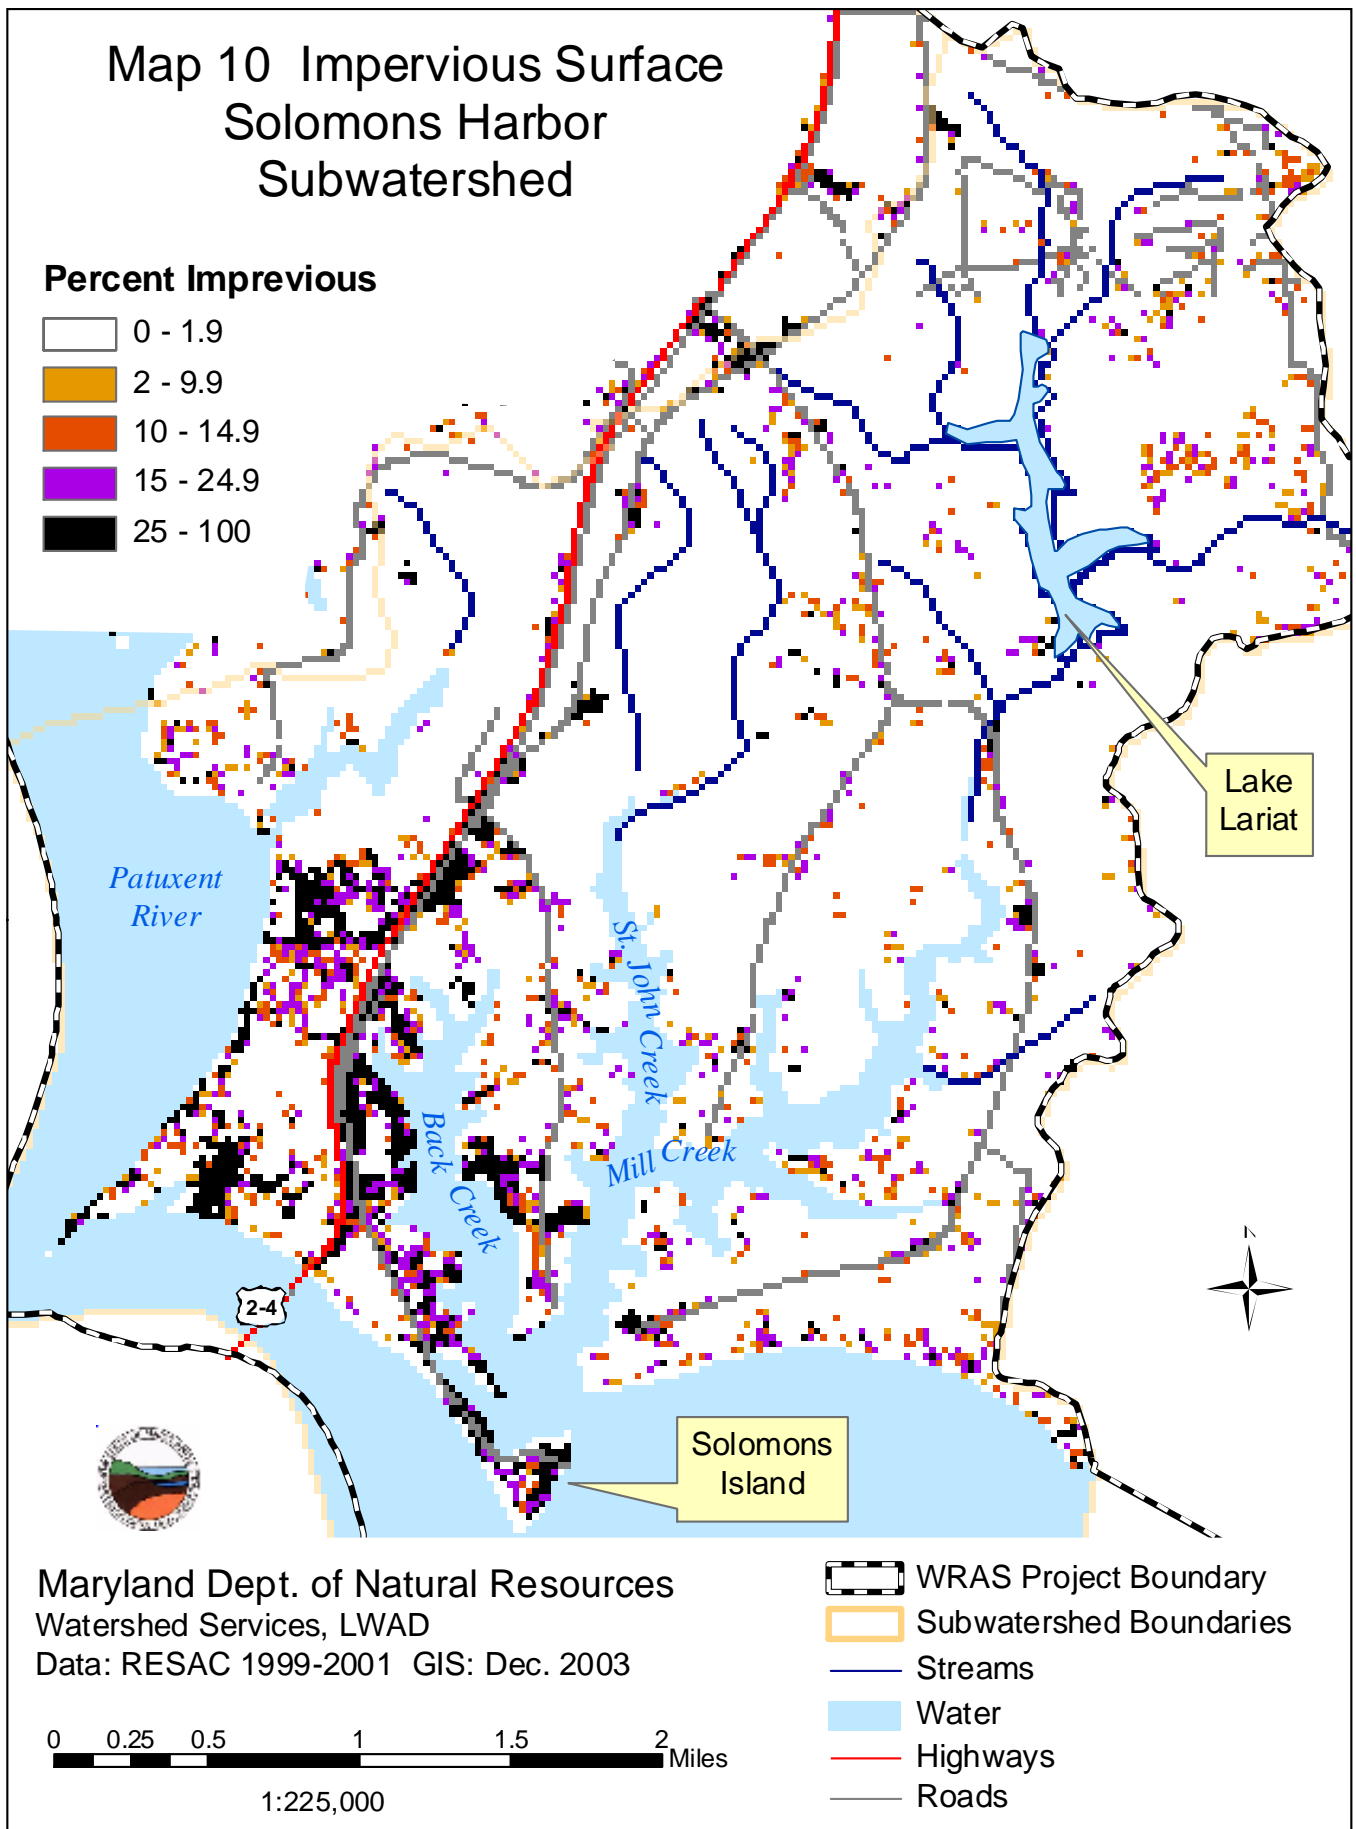 Map 10 Impervious Surface
Solomons Harbor
Subwatershed
Percent Imprevious
0 - 1.9
2 - 9.9
10 - 14.9
15 - 24.9
25 - 100
Lake
Lariat
Patuxent
River
St. John Creek
Back Creek
Mill Creek
N
2-4
Solomons
Island
Maryland Dept. of Natural Resources
Watershed Services, LWAD
Data: RESAC 1999-2001 GIS: Dec. 2003
0 0.25 0.5 1 1.5 2
Miles
1:225,000
WRAS Project Boundary
Subwatershed Boundaries
Streams
Water
Highways
Roads